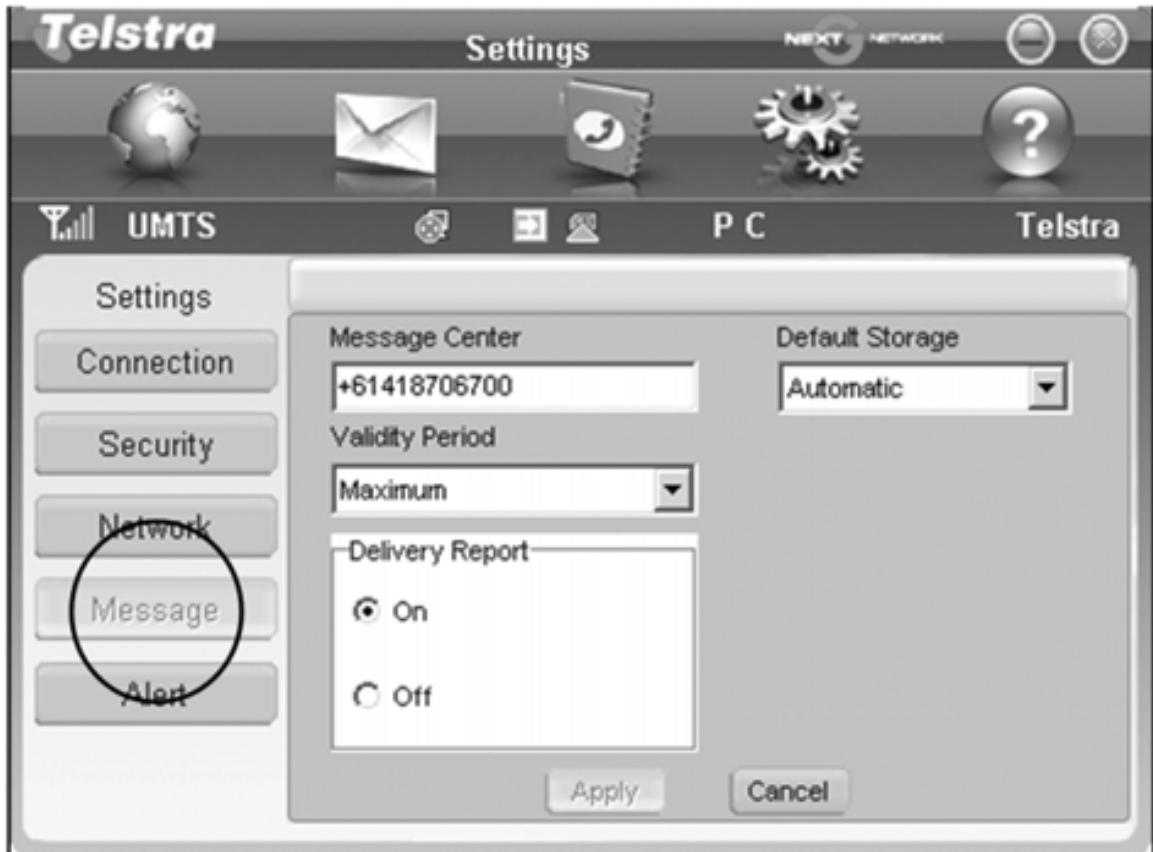 Telstra
Settings
NEXT G NETWORK
?
UMTS
P C
Telstra
Settings
Connection
Security
Network
Message
Alert
Message Center
+61418706700
Validity Period
Maximum
Delivery Report
On
Off
Default Storage
Automatic
Apply
Cancel